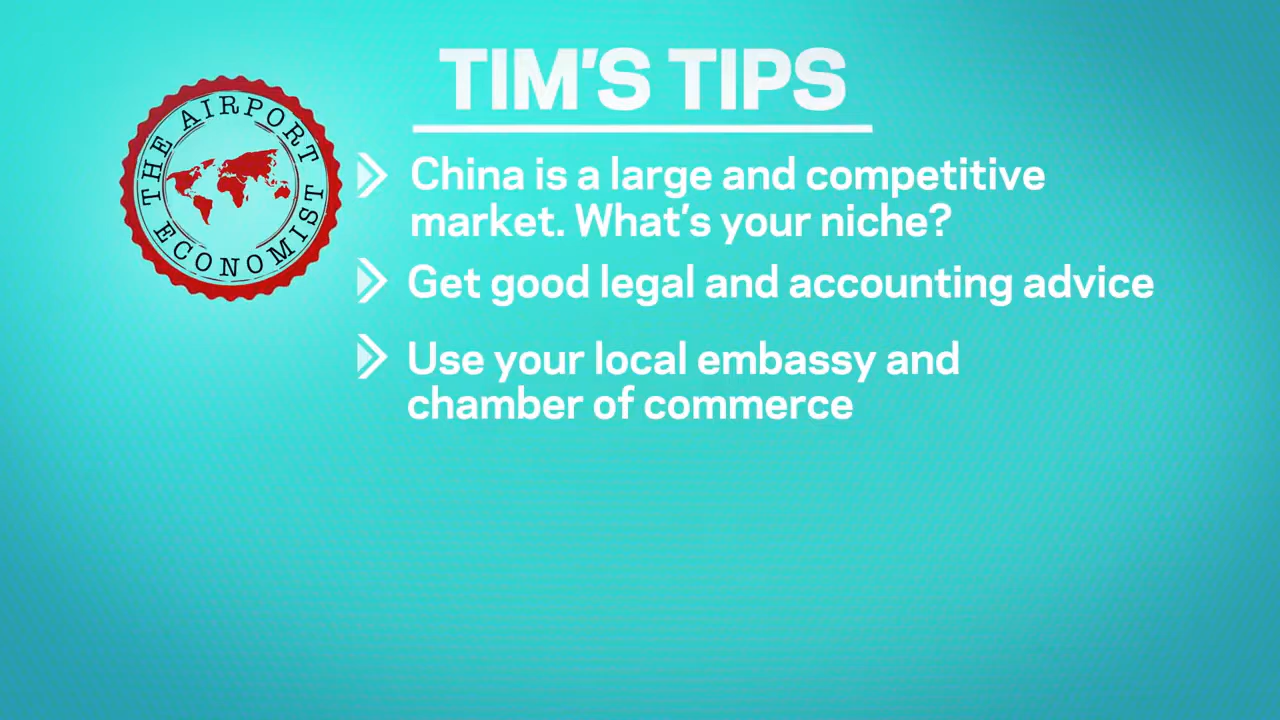 TIM'S TIPS
THE AIRPORT
ECONOMIST
China is a large and competitive
market. What's your niche?
Get good legal and accounting advice
Use your local embassy and
chamber of commerce